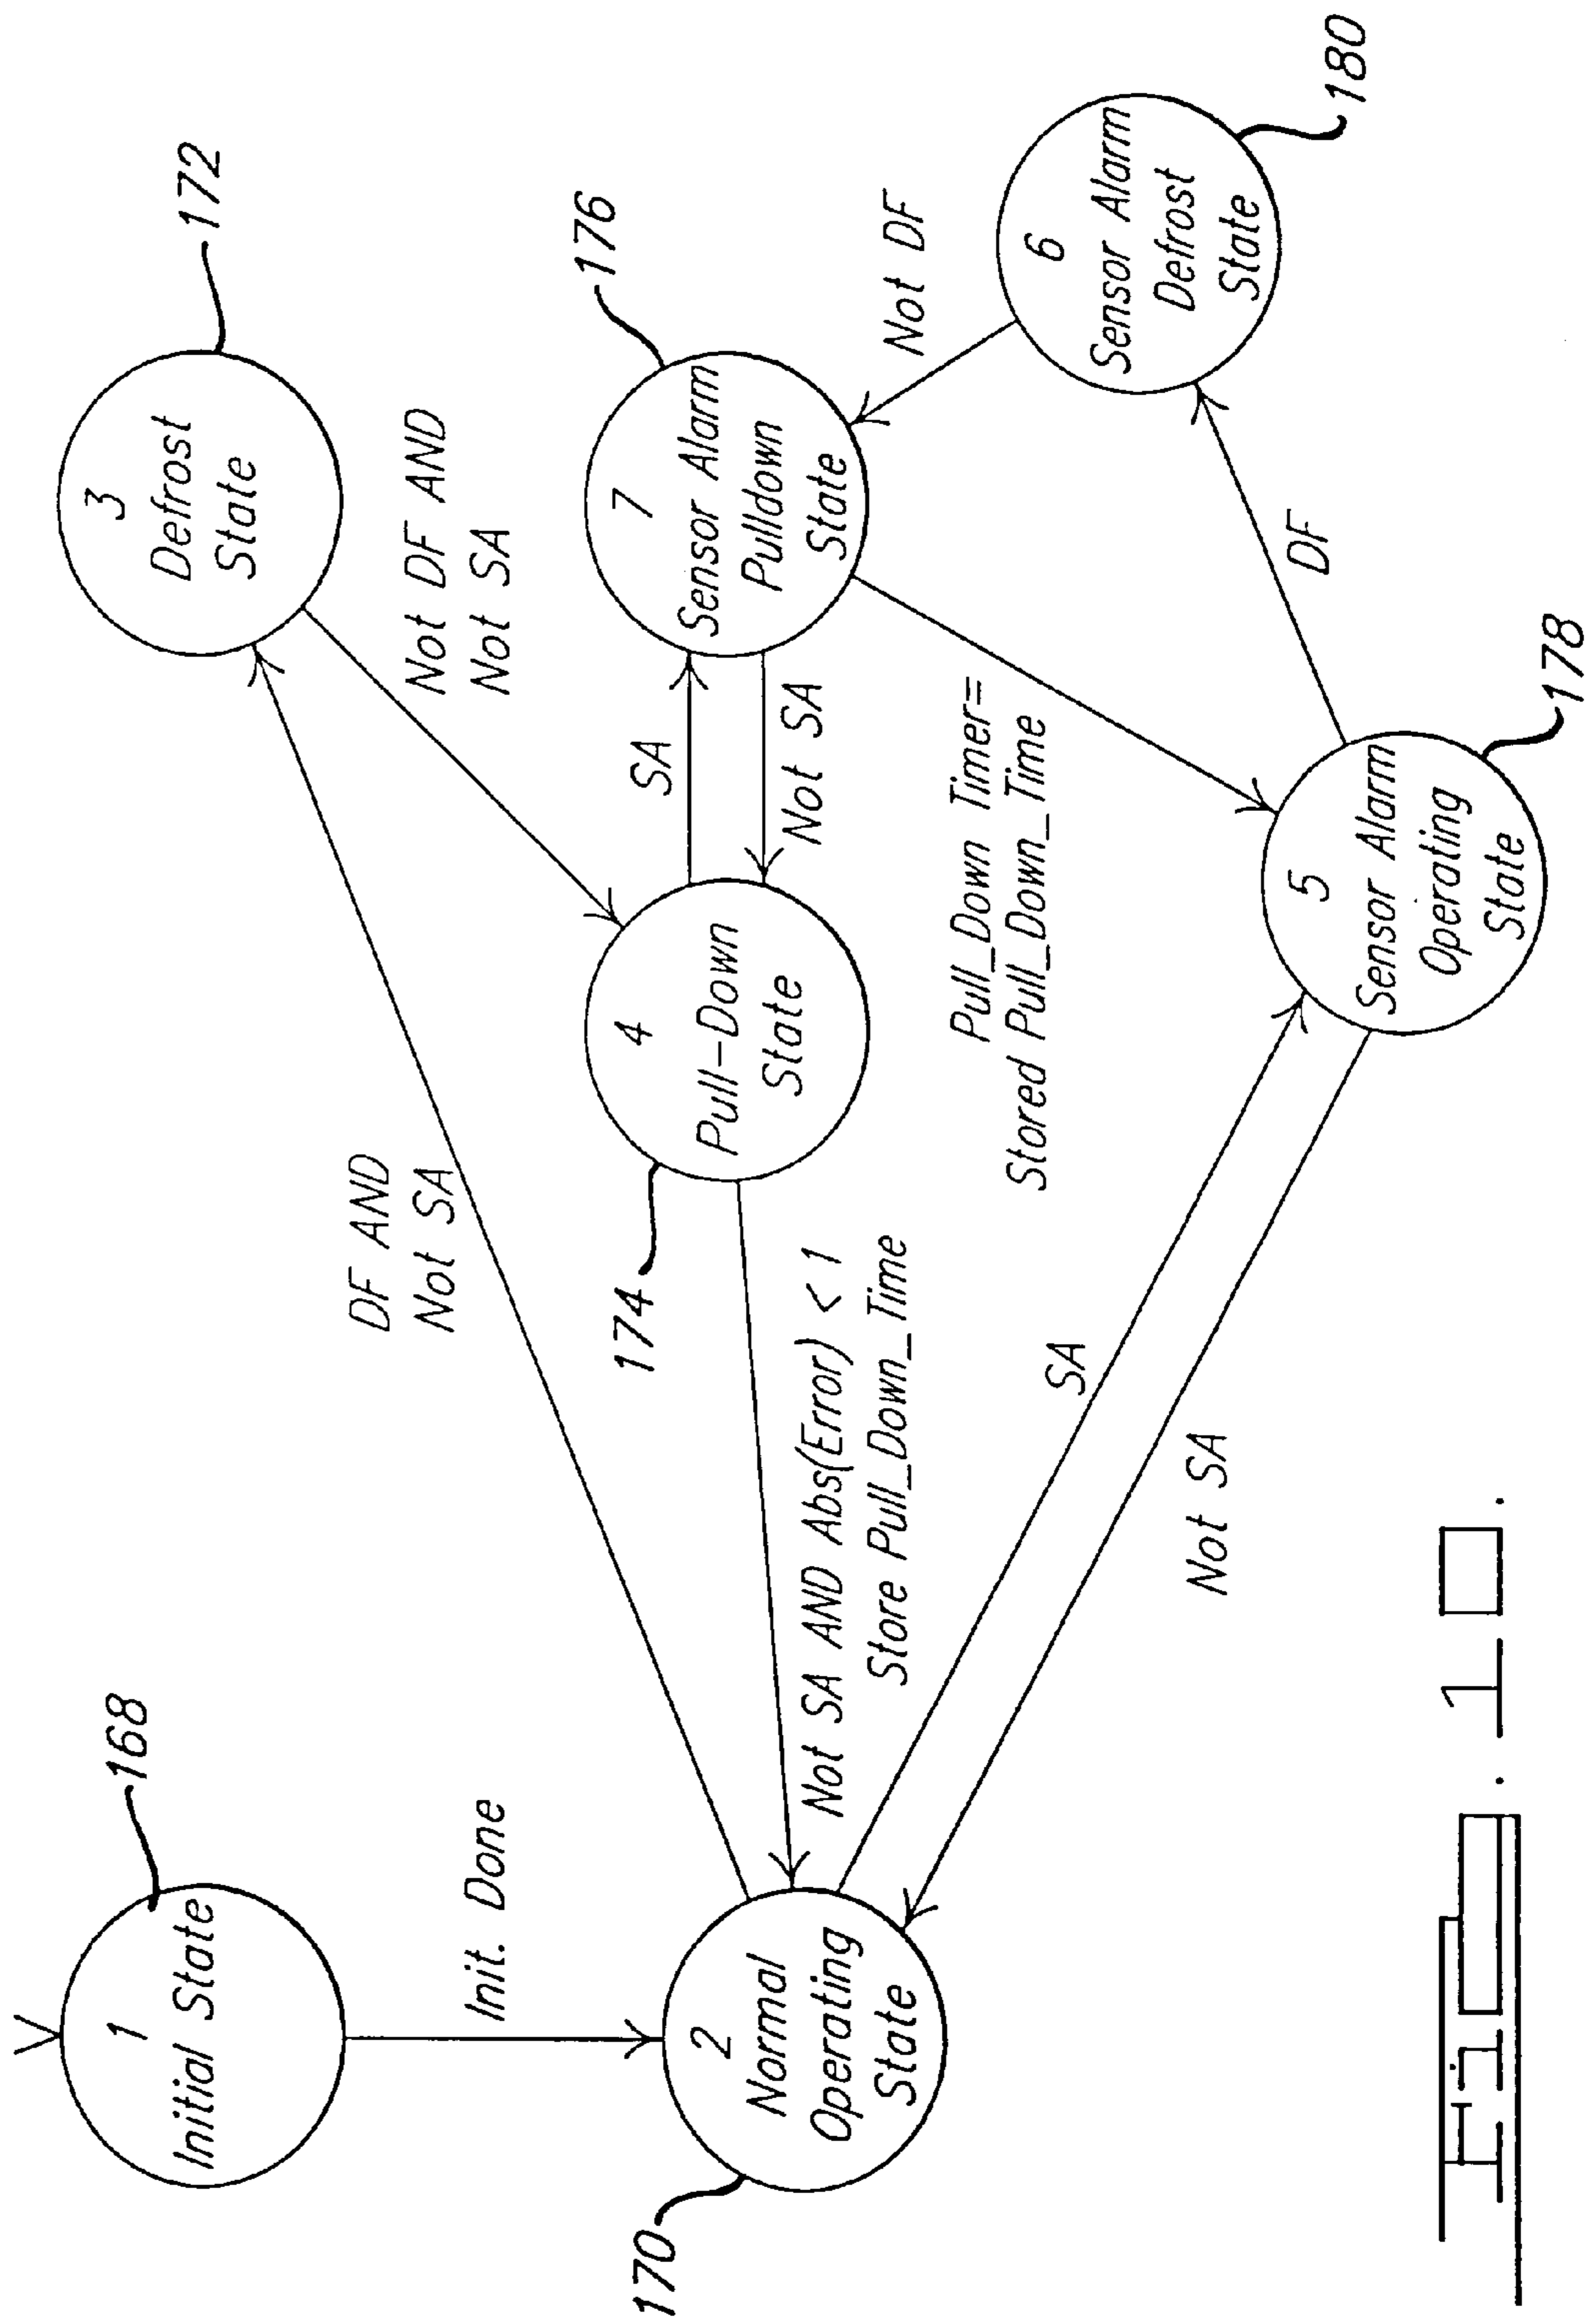 168
1
Initial State
Init. Done
170
2
Normal
Operating
State
DF AND
Not SA
172
3
Defrost
State
Not DF AND
Not SA
174
4
Pull-Down
State
SA
Not SA
176
7
Sensor Alarm
Pulldown
State
Not SA AND Abs(Error) < 1
Store Pull_Down_Time
Pull_Down Timer=
Stored Pull_Down_Time
Not DF
6
Sensor Alarm
Defrost
State
180
SA
Not SA
DF
5
Sensor Alarm
Operating
State
178
Fig. 10.